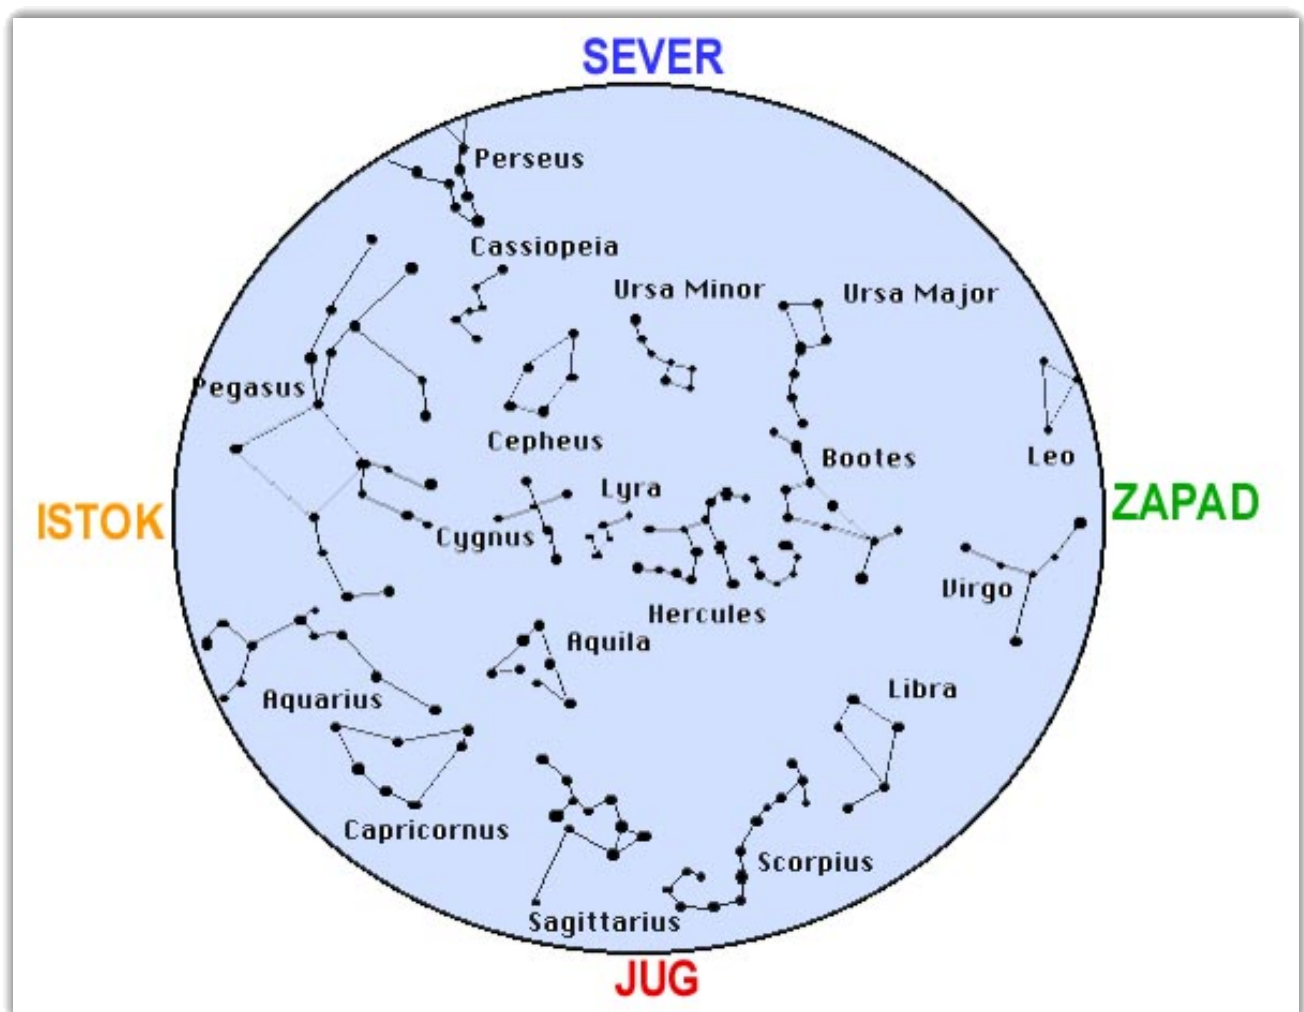 SEVER
Perseus
Cassiopeia
Ursa Minor
Ursa Major
Pegasus
Cepheus
Bootes
Leo
Lyra
ISTOK
ZAPAD
Cygnus
Virgo
Hercules
Aquila
Libra
Aquarius
Capricornus
Scorpius
Sagittarius
JUG